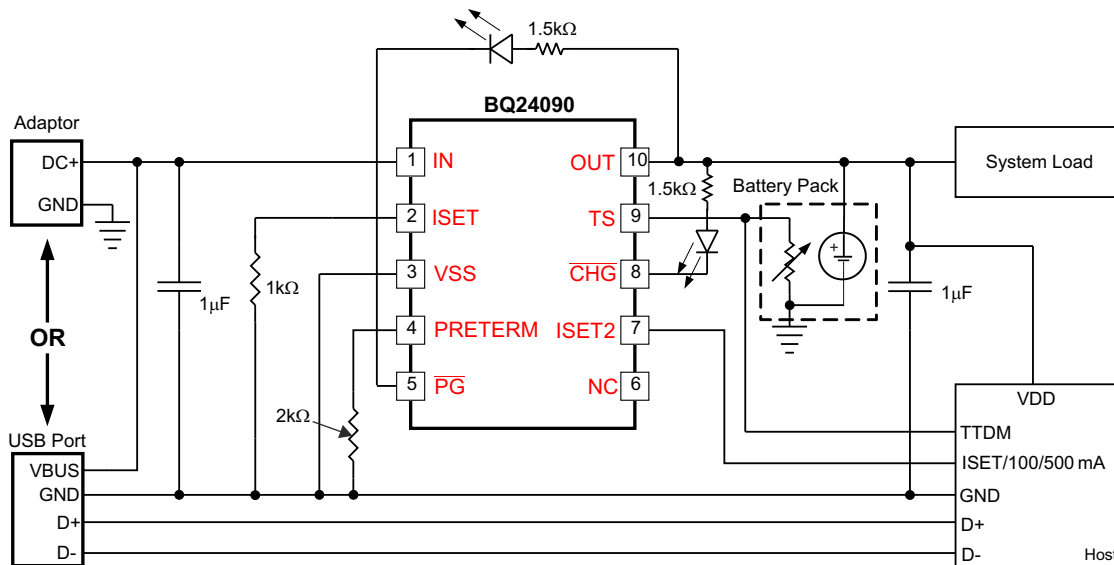 1.5kΩ
BQ24090
Adaptor
DC+
GND
1 IN
OUT 10
System Load
1.5kΩ
Battery Pack
2 ISET
TS 9
3 VSS
CHG 8
+
1kΩ
1μF
1μF
OR
4 PRETERM
ISET2 7
5 PG
NC 6
2kΩ
VDD
USB Port
TTDM
VBUS
ISET/100/500 mA
GND
GND
D+
D+
D-
D-
Host